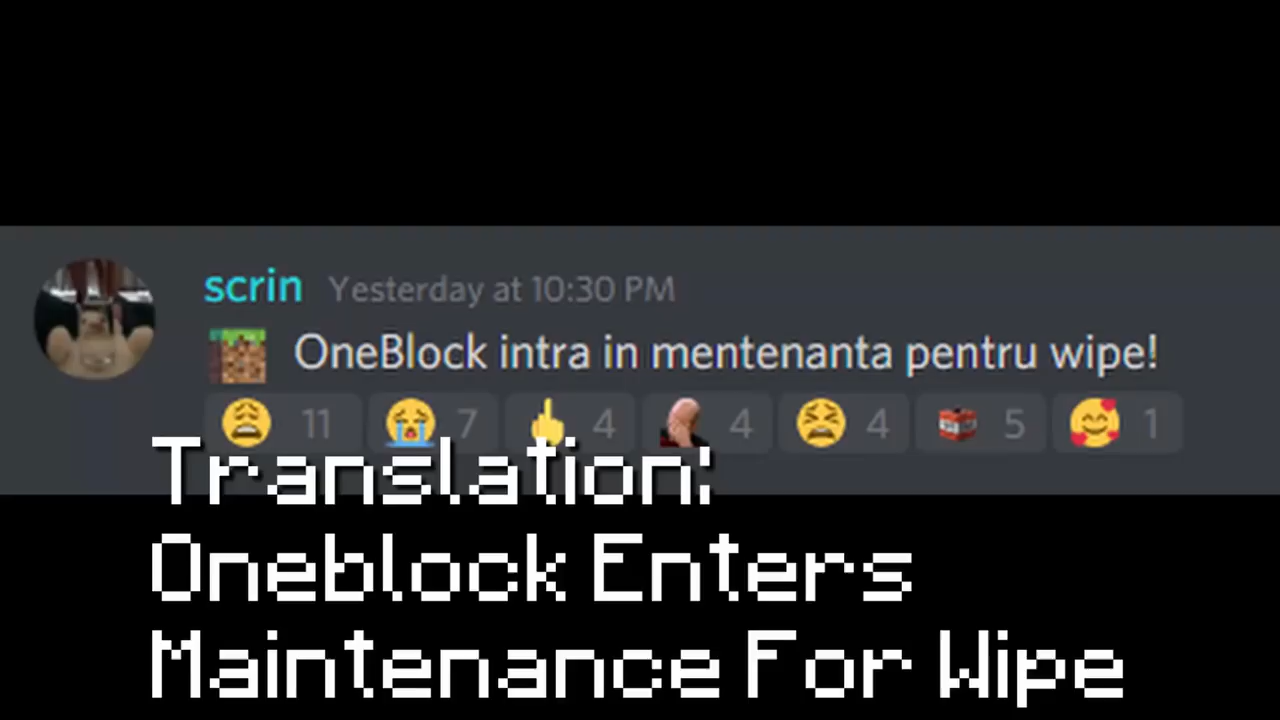 scrin Yesterday at 10:30 PM
OneBlock intra in mentenanta pentru wipe!
11 7 4 4 4 5 1
Translation:
Oneblock Enters
Maintenance For Wipe